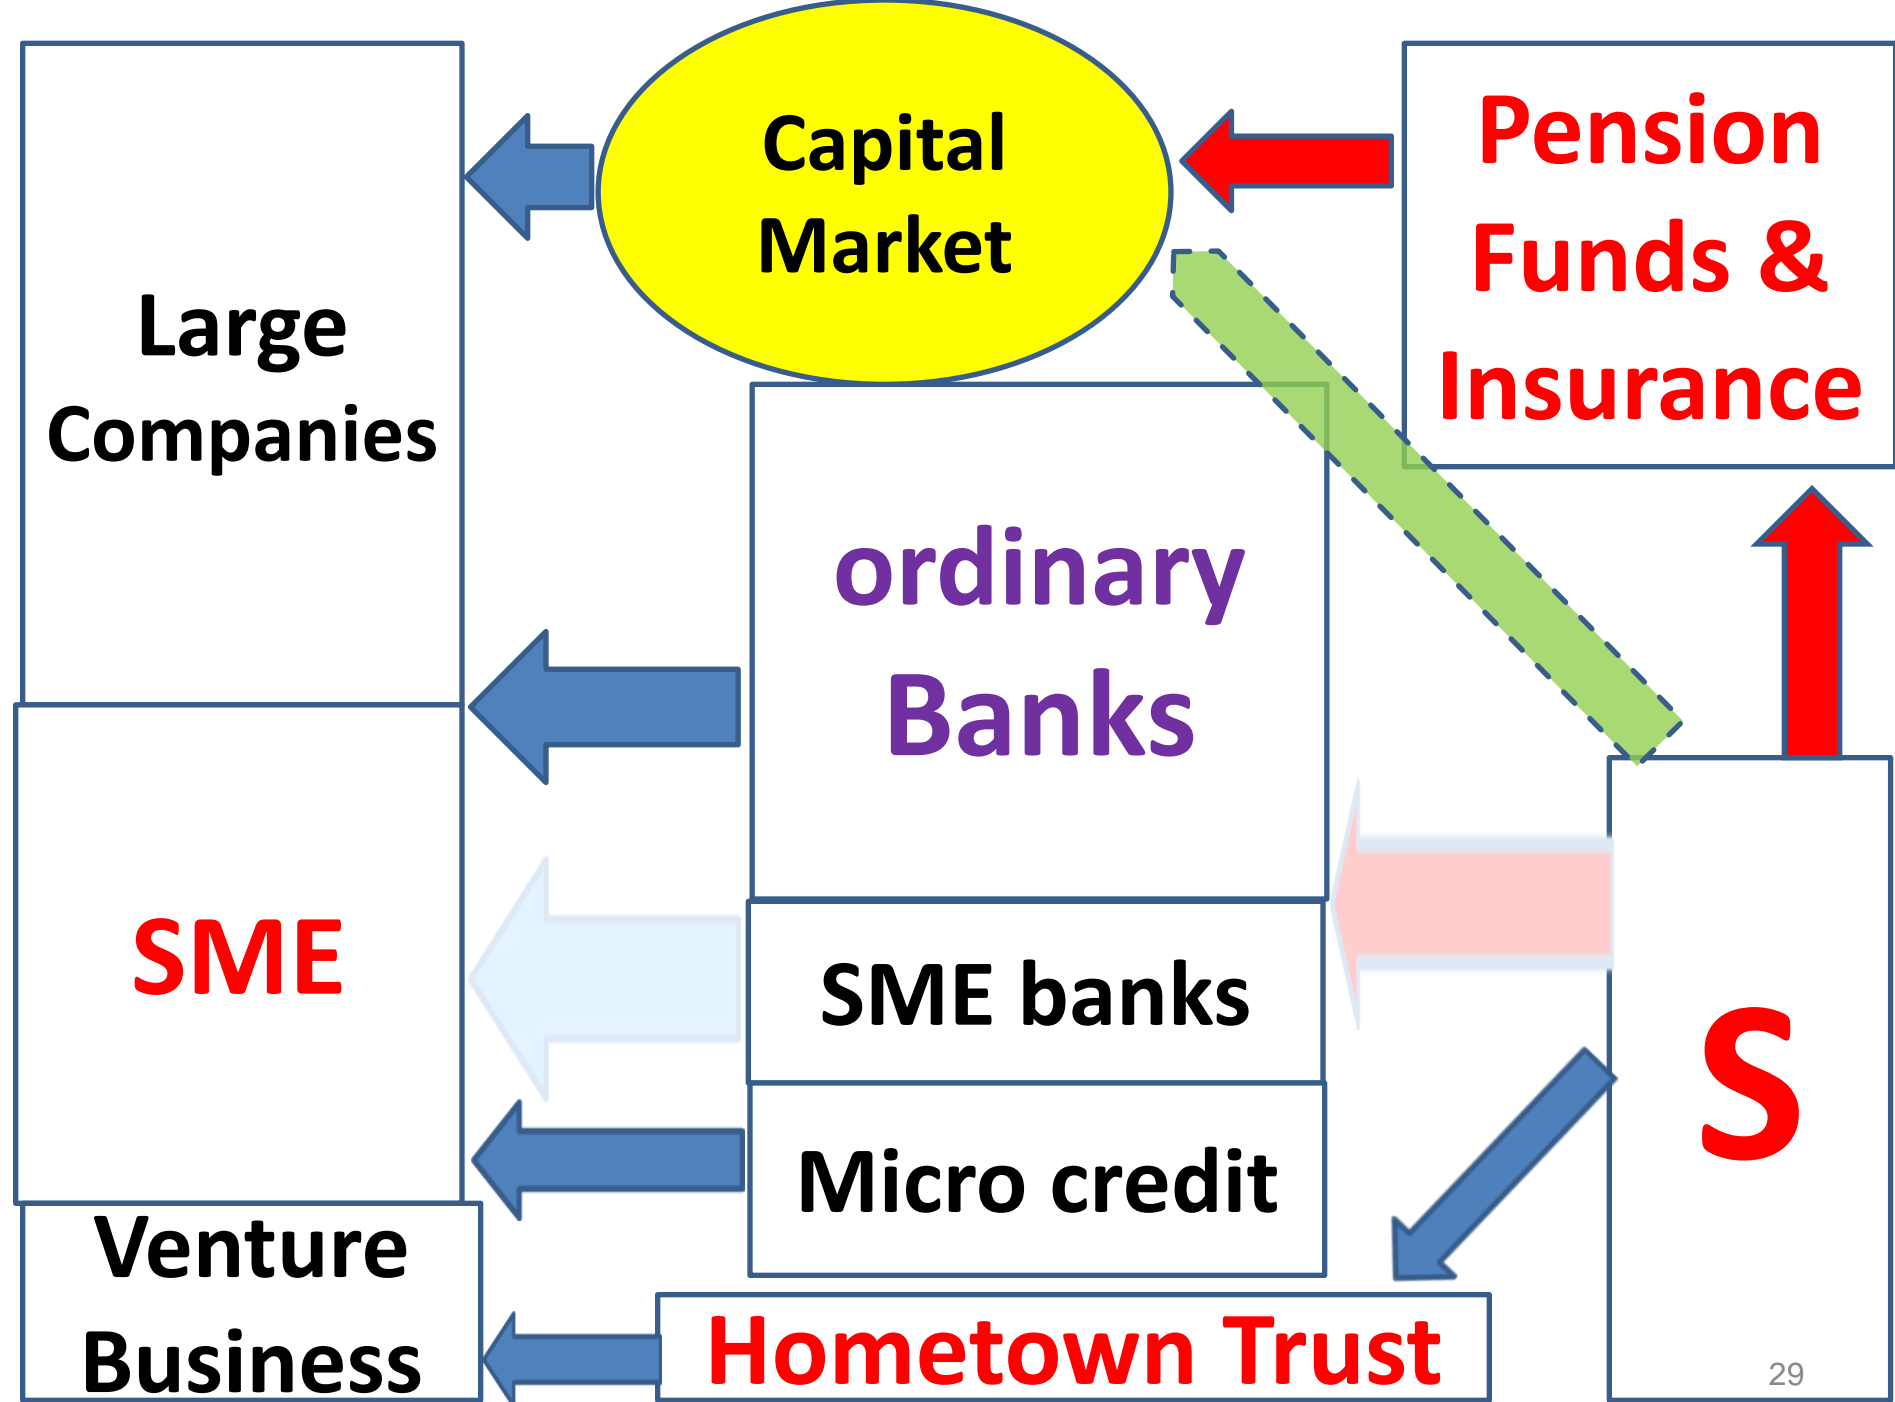 Capital
Market
Pension
Funds &
Insurance
Large
Companies
ordinary
Banks
SME
SME banks
S
Micro credit
Venture
Business
Hometown Trust
29